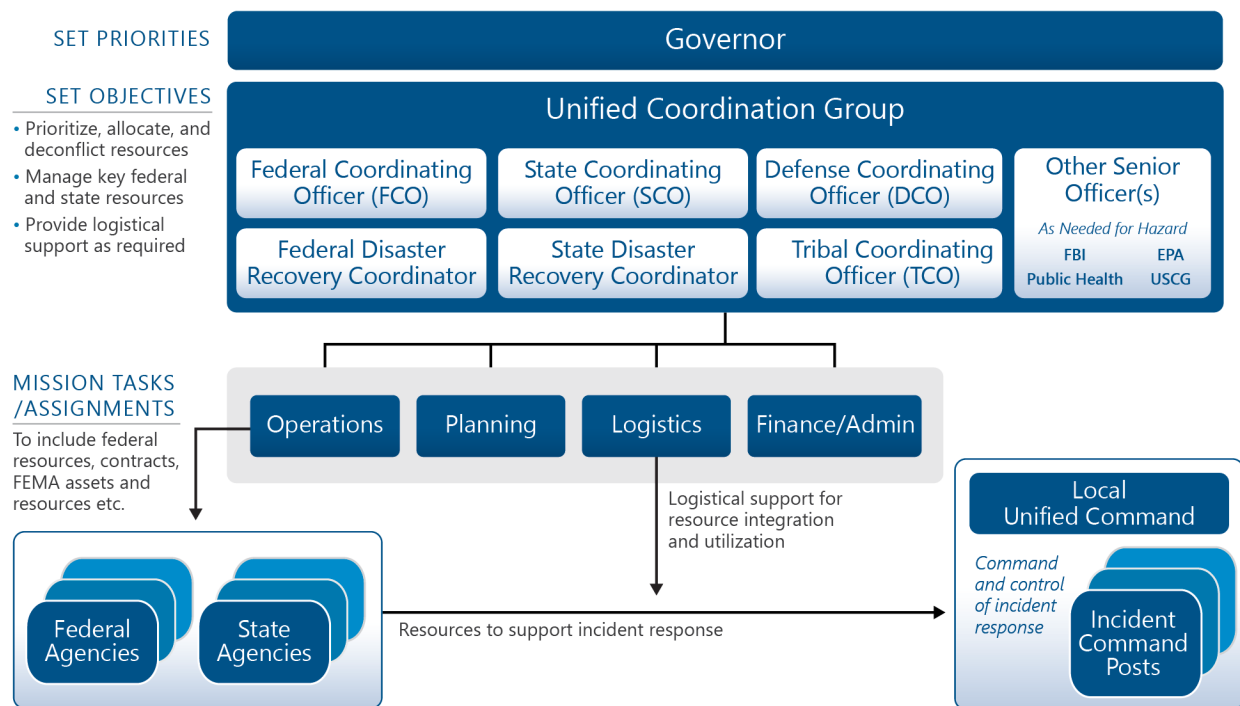 SET PRIORITIES
Governor
SET OBJECTIVES
• Prioritize, allocate, and
deconflict resources
• Manage key federal
and state resources
• Provide logistical
support as required
Unified Coordination Group
Federal Coordinating
Officer (FCO)
State Coordinating
Officer (SCO)
Defense Coordinating
Officer (DCO)
Other Senior
Officer(s)
As Needed for Hazard
FBI EPA
Public Health USCG
Federal Disaster
Recovery Coordinator
State Disaster
Recovery Coordinator
Tribal Coordinating
Officer (TCO)
MISSION TASKS
/ASSIGNMENTS
To include federal
resources, contracts,
FEMA assets and
resources etc.
Operations
Planning
Logistics
Finance/Admin
Logistical support for
resource integration
and utilization
Federal
Agencies
State
Agencies
Resources to support incident response
Local
Unified Command
Command
and control
of incident
response
Incident
Command
Posts